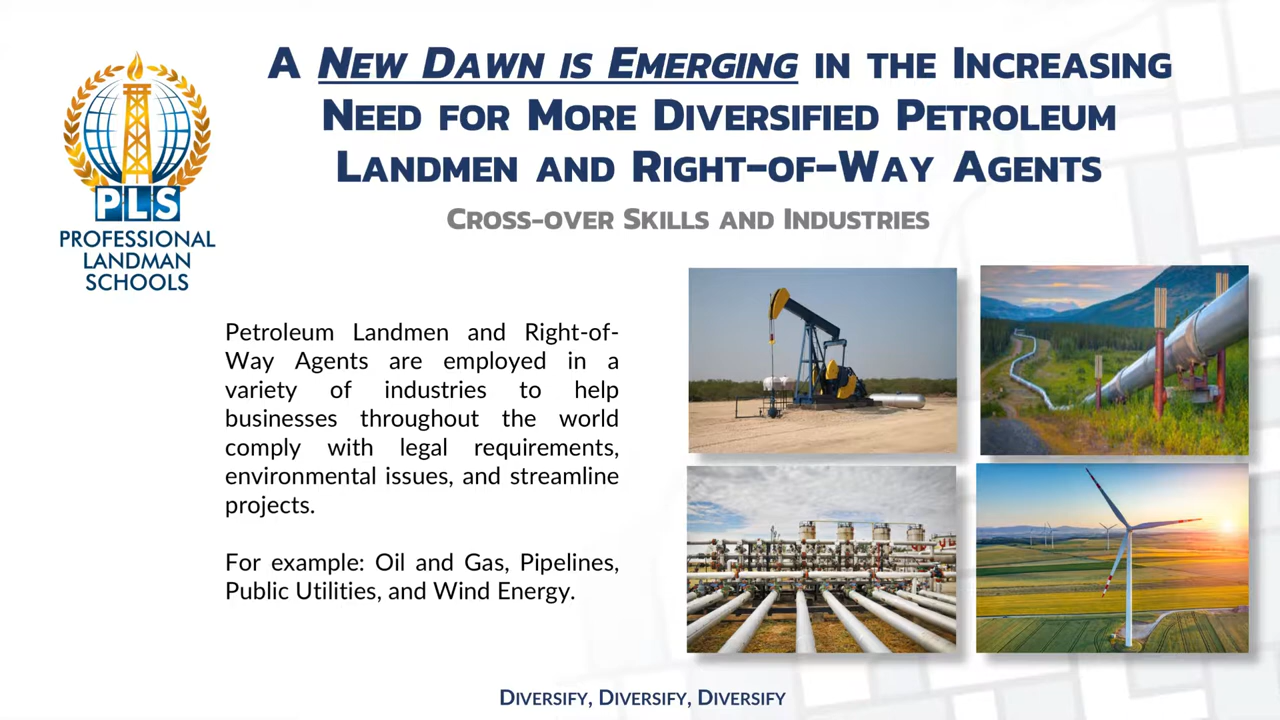 A New Dawn is Emerging in the Increasing
Need for More Diversified Petroleum
Landmen and Right-of-Way Agents
Cross-over Skills and Industries
PLS
PROFESSIONAL
LANDMAN
SCHOOLS
Petroleum Landmen and Right-of-
Way Agents are employed in a
variety of industries to help
businesses throughout the world
comply with legal requirements,
environmental issues, and streamline
projects.
For example: Oil and Gas, Pipelines,
Public Utilities, and Wind Energy.
Diversify, Diversify, Diversify